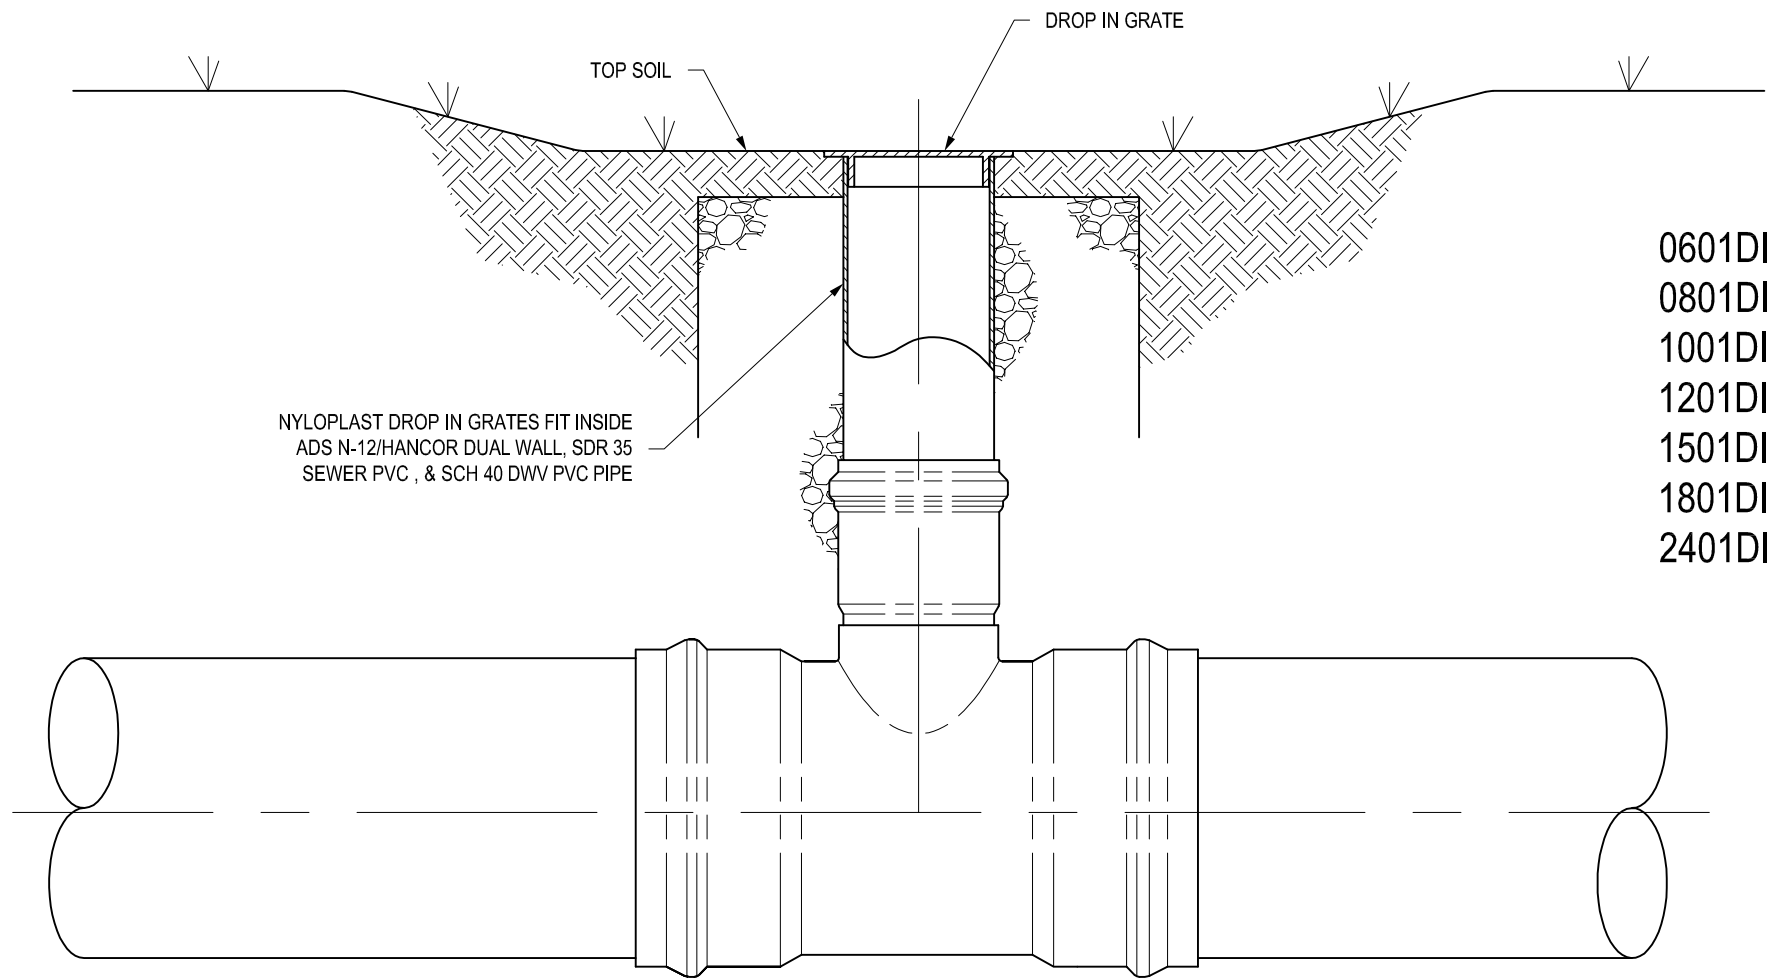 DROP IN GRATE
TOP SOIL
NYLOPLAST DROP IN GRATES FIT INSIDE
ADS N-12/HANCOR DUAL WALL, SDR 35
SEWER PVC , & SCH 40 DWV PVC PIPE
0601DI
0801DI
1001DI
1201DI
1501DI
1801DI
2401DI